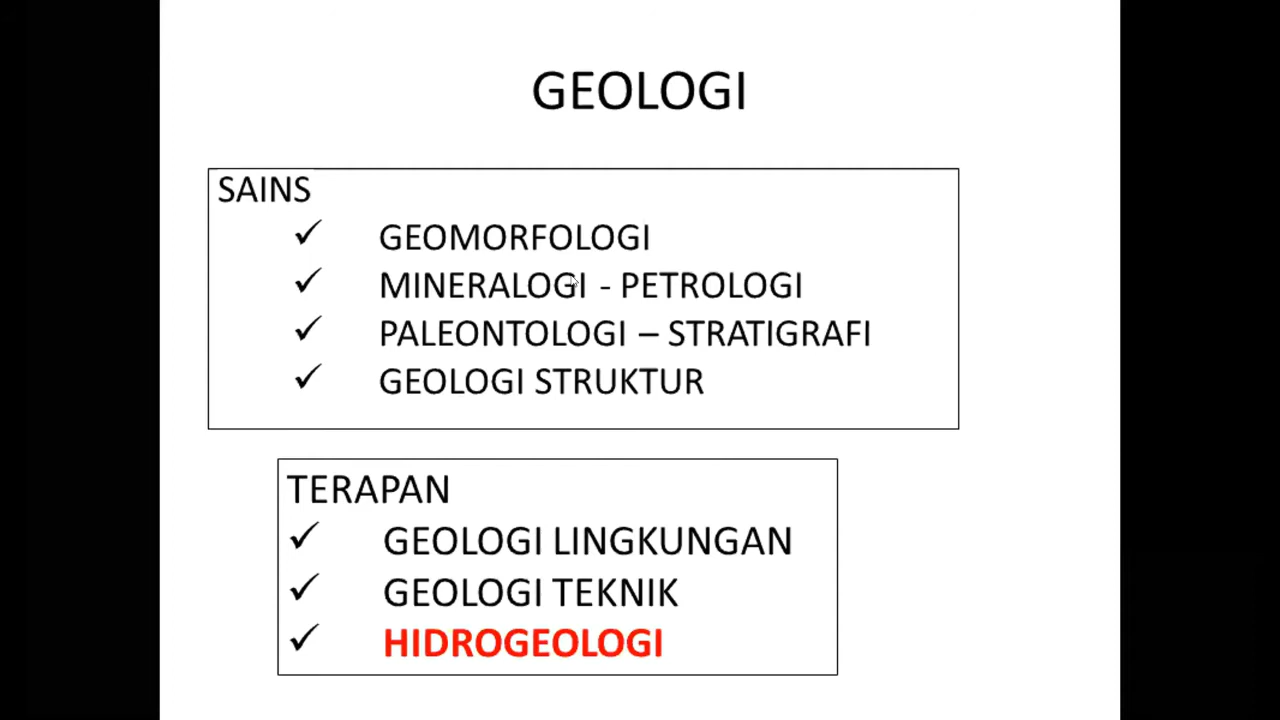 GEOLOGI
SAINS
✓ GEOMORFOLOGI
✓ MINERALOGI - PETROLOGI
✓ PALEONTOLOGI – STRATIGRAFI
✓ GEOLOGI STRUKTUR
TERAPAN
✓ GEOLOGI LINGKUNGAN
✓ GEOLOGI TEKNIK
✓ HIDROGEOLOGI